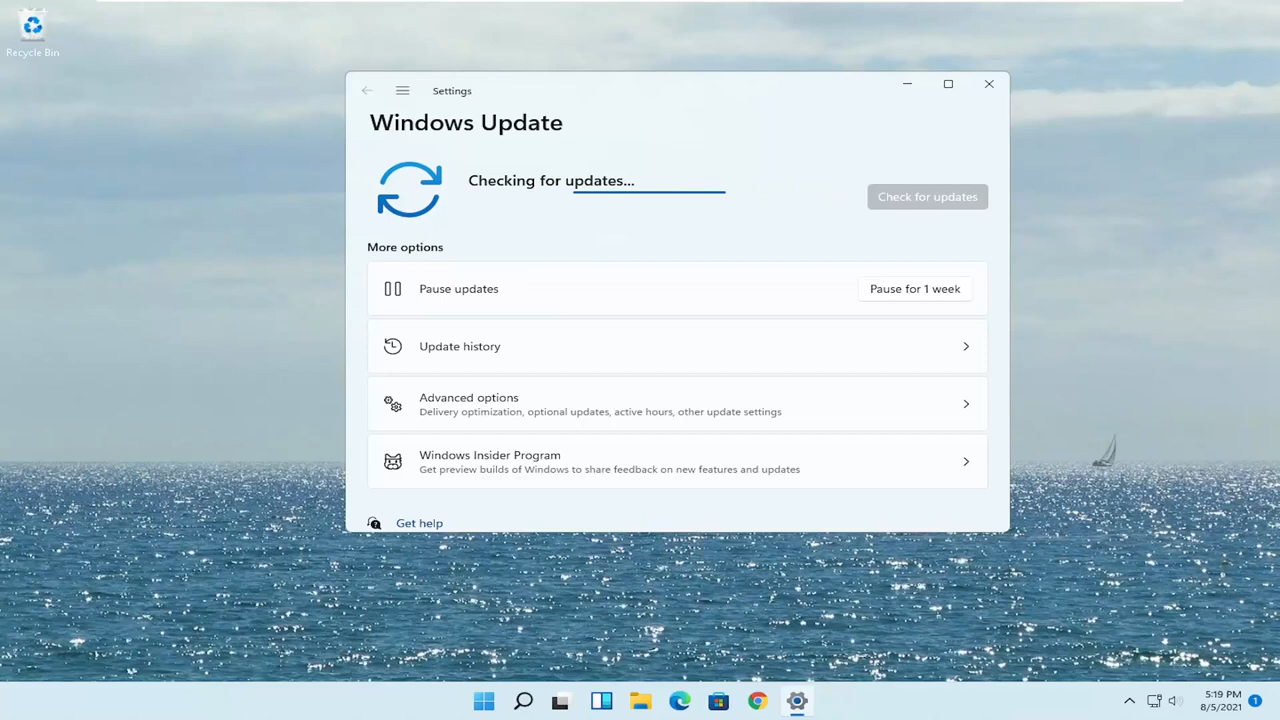 Recycle Bin
Settings
Windows Update
Checking for updates...
Check for updates
More options
Pause updates
Pause for 1 week
Update history
Advanced options
Delivery optimization, optional updates, active hours, other update settings
Windows Insider Program
Get preview builds of Windows to share feedback on new features and updates
Get help
5:19 PM
8/5/2021
1